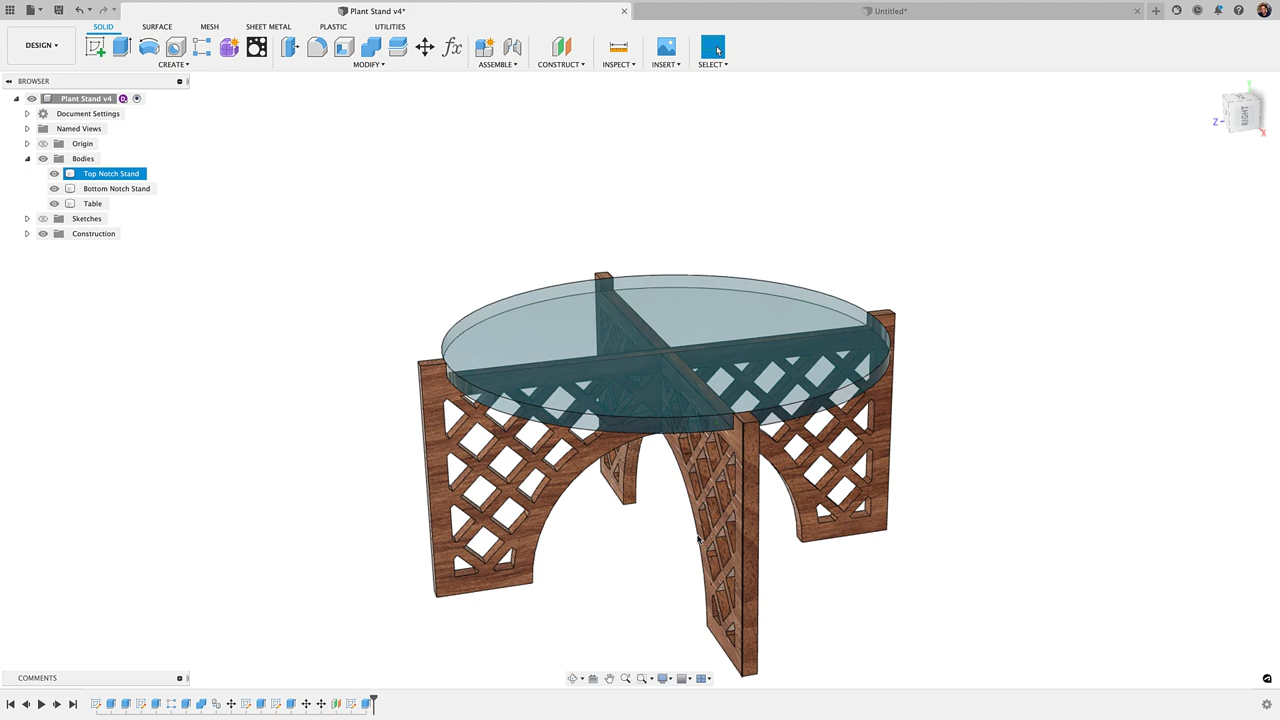 Plant Stand v4*
Untitled*
DESIGN
SOLID SURFACE MESH SHEET METAL PLASTIC UTILITIES
CREATE MODIFY ASSEMBLE CONSTRUCT INSPECT INSERT SELECT
BROWSER
Plant Stand v4
Document Settings
Named Views
Origin
Bodies
Top Notch Stand
Bottom Notch Stand
Table
Sketches
Construction
Y
Z
X
RIGHT
COMMENTS